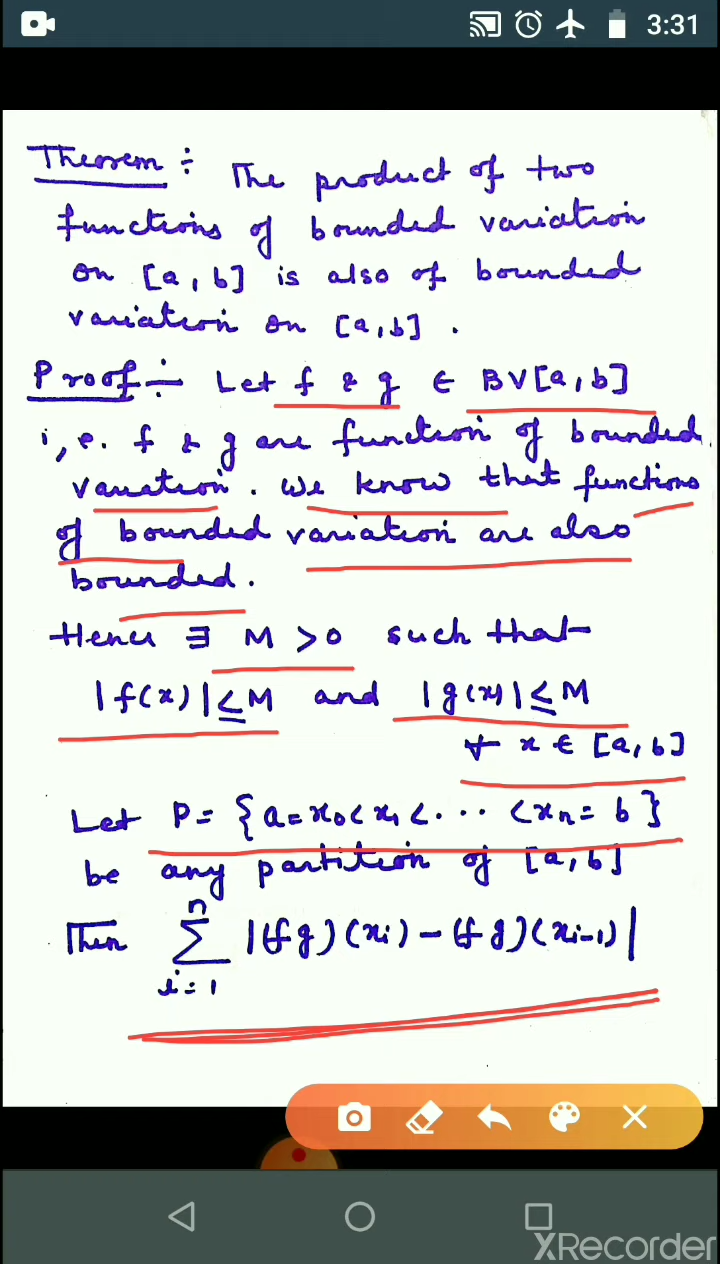 3:31
Theorem :- The product of two
functions of bounded variation
on [a, b] is also of bounded
variation on [a, b].
Proof :- Let f & g ∈ BV[a, b]
i, e. f & g are function of bounded
variation. We know that functions
of bounded variation are also
bounded.
Hence ∃ M > 0 such that
|f(x)| ≤ M and |g(x)| ≤ M
∀ x ∈ [a, b]
Let P = {a = x₀ < x₁ < . ... < xₙ = b}
be any partition of [a, b]
Then n∑i=1 |(fg)(xᵢ) - (fg)(xᵢ₋₁)|
XRecorder